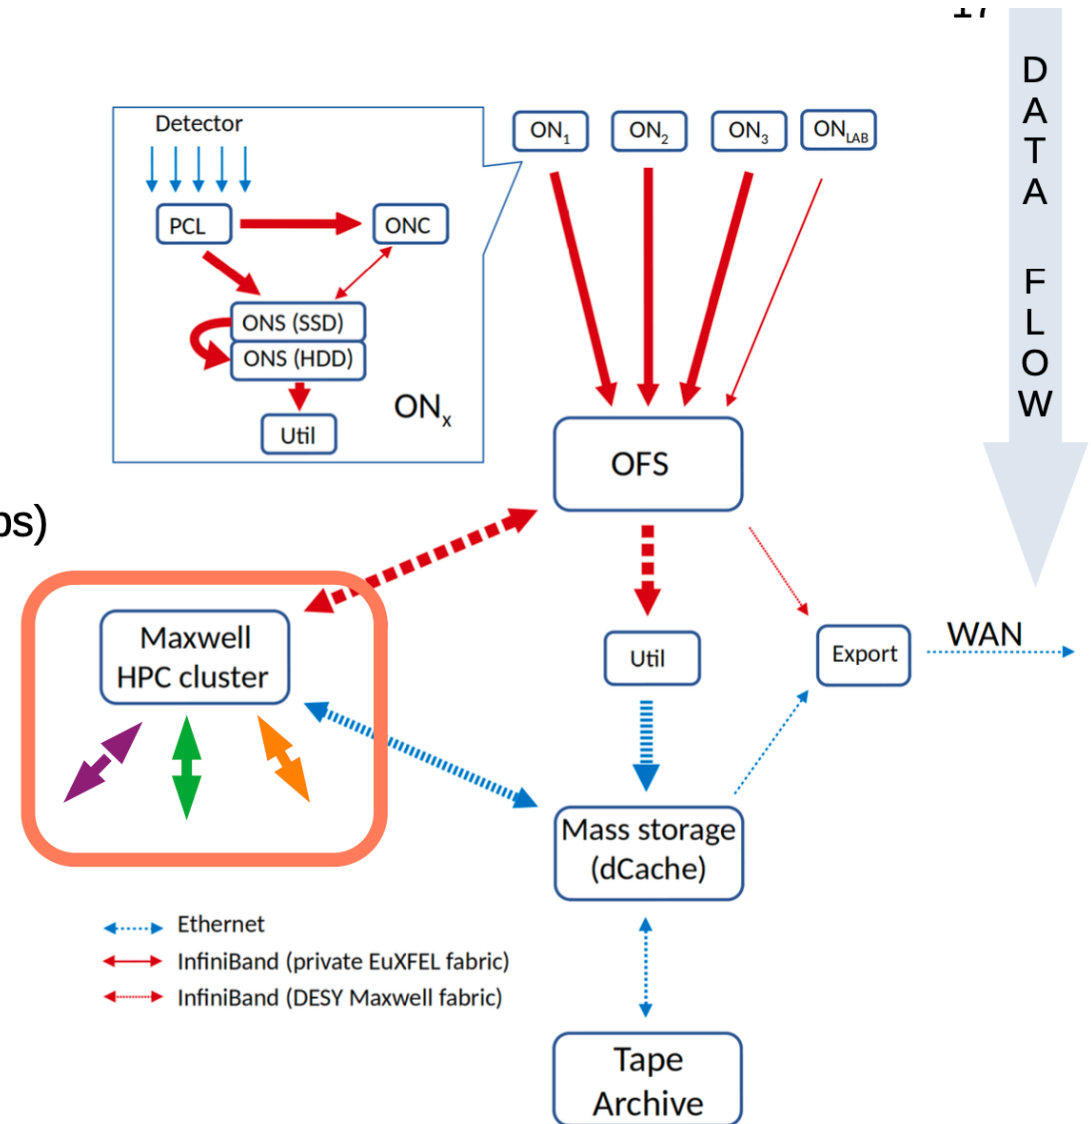 D
A
T
A
F
L
O
W
Detector
PCL
ONC
ONS (SSD)
ONS (HDD)
Util
ONx
ON1
ON2
ON3
ONLAB
OFS
os)
Maxwell
HPC cluster
Util
Export
WAN
Mass storage
(dCache)
Ethernet
InfiniBand (private EuXFEL fabric)
InfiniBand (DESY Maxwell fabric)
Tape
Archive